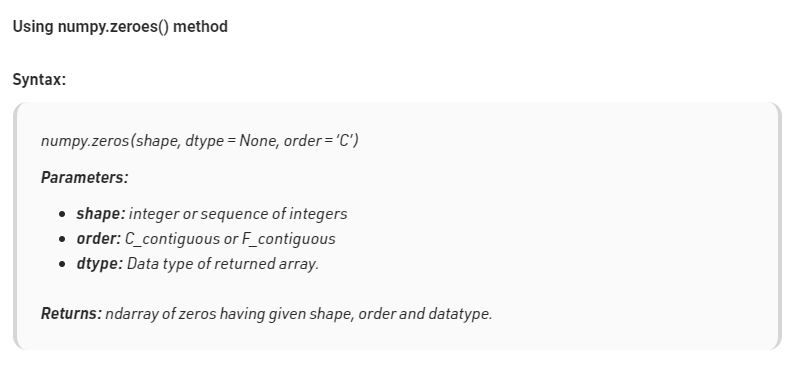 Using numpy.zeroes() method
Syntax:
numpy.zeros(shape, dtype = None, order = ‘C’)
Parameters:
• shape: integer or sequence of integers
• order: C_contiguous or F_contiguous
• dtype: Data type of returned array.
Returns: ndarray of zeros having given shape, order and datatype.